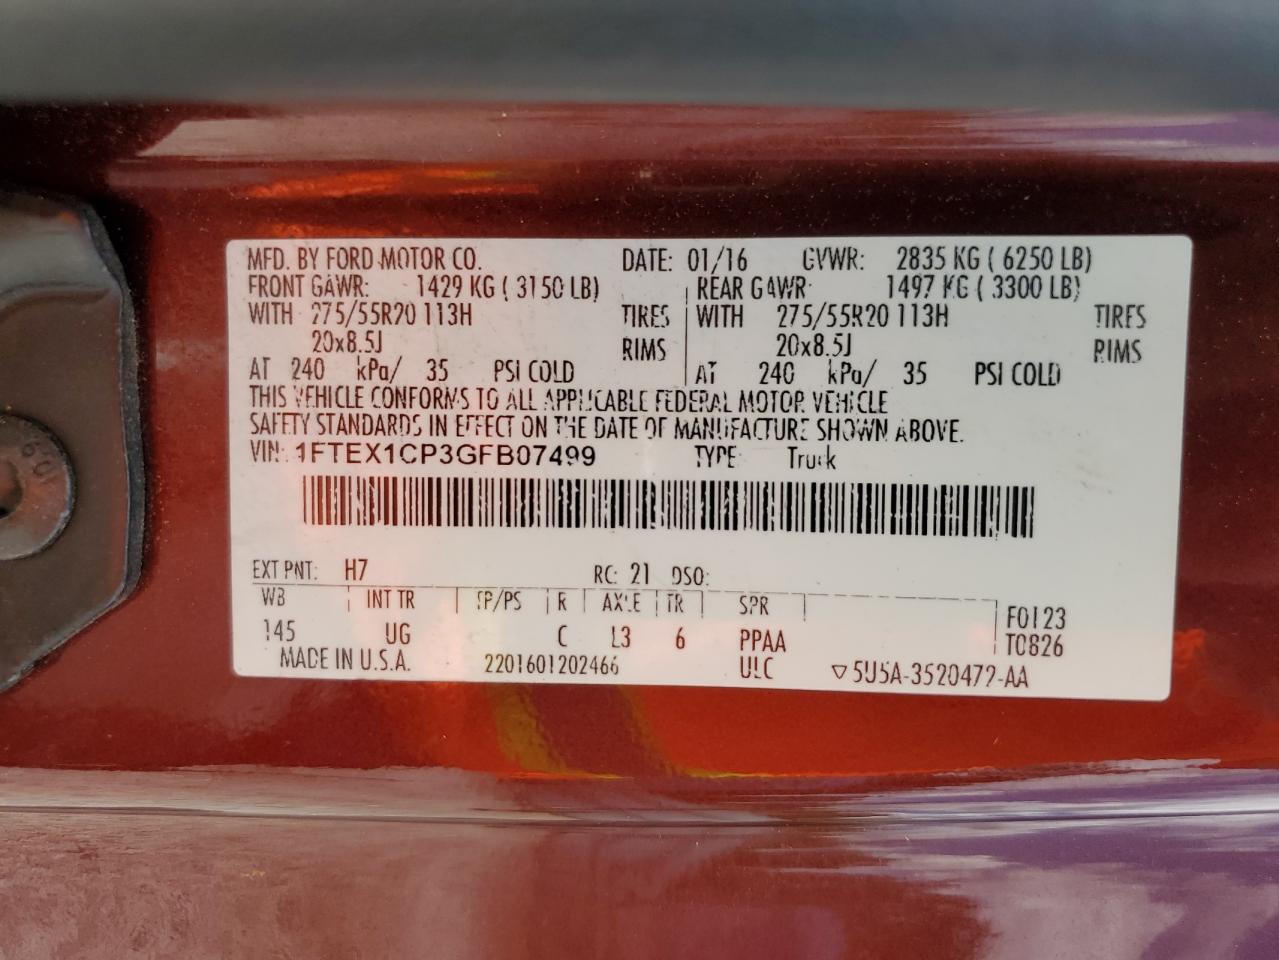 MFD. BY FORD MOTOR CO. DATE: 01/16 GVWR: 2835 KG ( 6250 LB)
FRONT GAWR: 1429 KG ( 3150 LB) REAR GAWR: 1497 KG ( 3300 LB)
WITH 275/55R20 113H TIRES WITH 275/55R20 113H TIRES
20x8.5J RIMS 20x8.5J RIMS
AT 240 kPa/ 35 PSI COLD AT 240 kPa/ 35 PSI COLD
THIS VEHICLE CONFORMS TO ALL APPLICABLE FEDERAL MOTOR VEHICLE
SAFETY STANDARDS IN EFFECT ON THE DATE OF MANUFACTURE SHOWN ABOVE.
VIN: 1FTEX1CP3GFB07499 TYPE: Truck
EXT PNT: H7 RC: 21 DSO:
WB INT TR TP/PS R AXLE TR SPR
145 UG C L3 6 PPAA
F0123
T0826
MADE IN U.S.A. 2201601202466 ULC ▽5U5A-3520472-AA